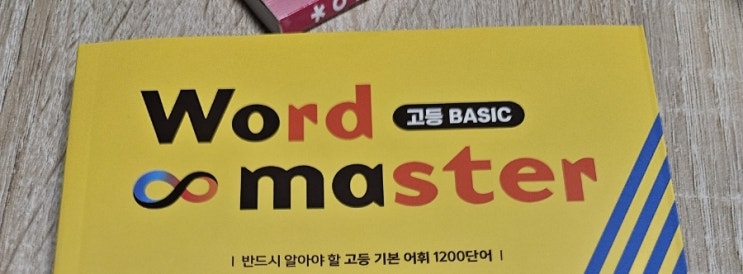 Word
고등 BASIC
master
| 반드시 알아야 할 고등 기본 어휘 1200단어 |